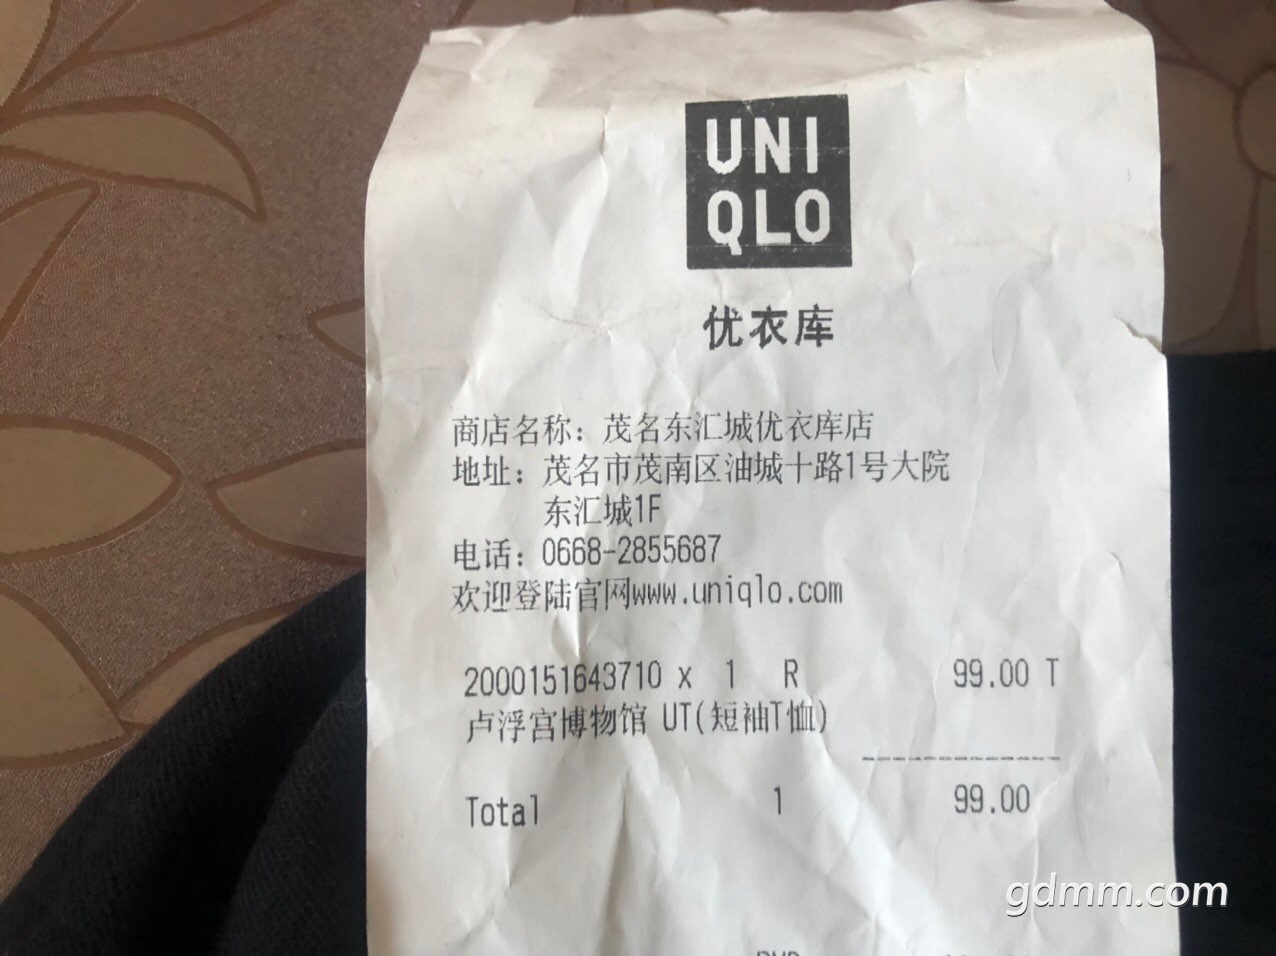 UNI
QLO
优衣库
商店名称：茂名东汇城优衣库店
地址：茂名市茂南区油城十路1号大院
东汇城1F
电话：0668-2855687
欢迎登陆官网www.uniqlo.com
2000151643710 x 1 R 99.00 T
卢浮宫博物馆 UT(短袖T恤)
Total 1 99.00
gdmm.com